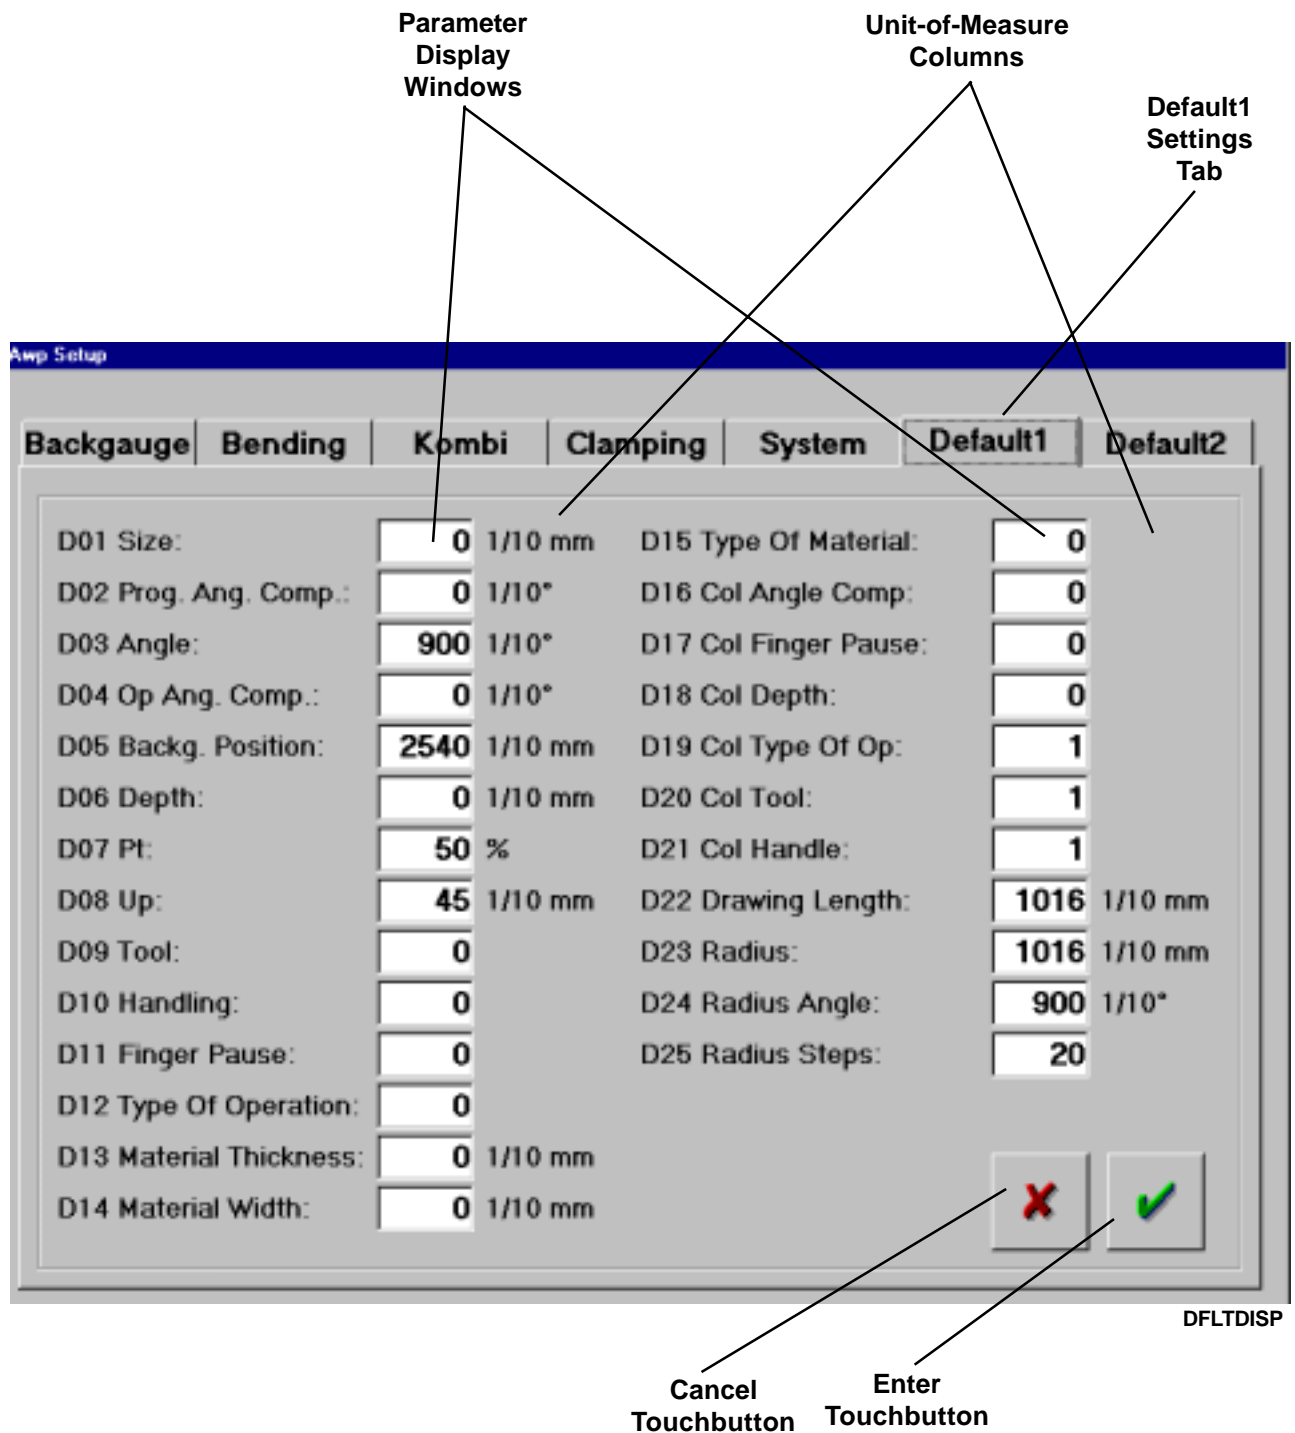 Parameter
Display
Windows
Unit-of-Measure
Columns
Default1
Settings
Tab
Awp Setup
Backgauge Bending Kombi Clamping System Default1 Default2
D01 Size: 0 1/10 mm D15 Type Of Material: 0
D02 Prog. Ang. Comp.: 0 1/10° D16 Col Angle Comp: 0
D03 Angle: 900 1/10° D17 Col Finger Pause: 0
D04 Op Ang. Comp.: 0 1/10° D18 Col Depth: 0
D05 Backg. Position: 2540 1/10 mm D19 Col Type Of Op: 1
D06 Depth: 0 1/10 mm D20 Col Tool: 1
D07 Pt: 50 % D21 Col Handle: 1
D08 Up: 45 1/10 mm D22 Drawing Length: 1016 1/10 mm
D09 Tool: 0 D23 Radius: 1016 1/10 mm
D10 Handling: 0 D24 Radius Angle: 900 1/10°
D11 Finger Pause: 0 D25 Radius Steps: 20
D12 Type Of Operation: 0
D13 Material Thickness: 0 1/10 mm
D14 Material Width: 0 1/10 mm
DFLTDISP
Cancel
Touchbutton
Enter
Touchbutton